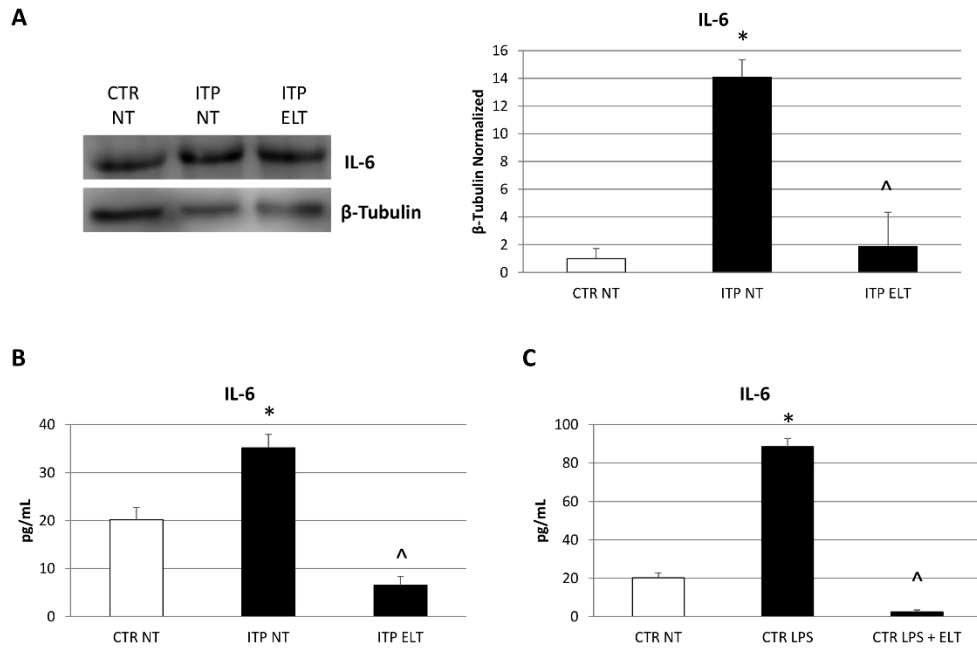 A
CTR NT
ITP NT
ITP ELT
IL-6
β-Tubulin
IL-6
*
^
β-Tubulin Normalized
16
14
12
10
8
6
4
2
0
CTR NT
ITP NT
ITP ELT
B
IL-6
*
^
pg/mL
40
30
20
10
0
CTR NT
ITP NT
ITP ELT
C
IL-6
*
^
pg/mL
100
80
60
40
20
0
CTR NT
CTR LPS
CTR LPS + ELT